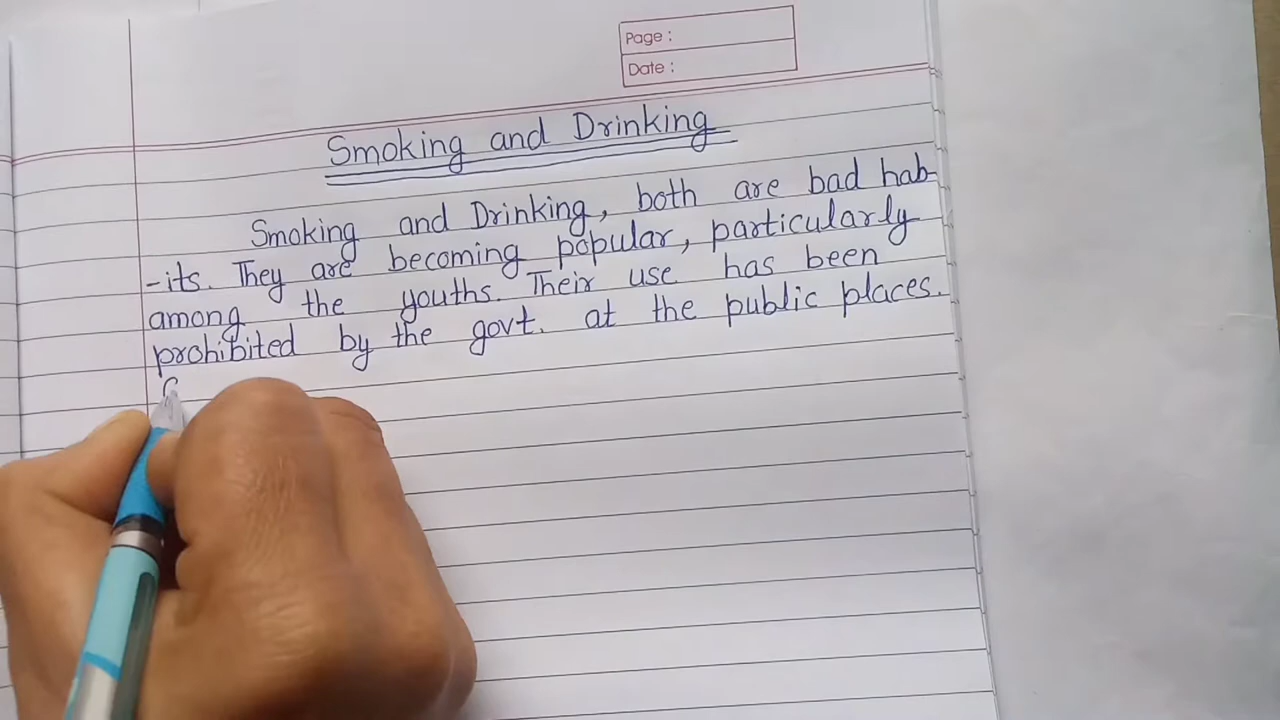 Page :
Date :
Smoking and Drinking
Smoking and Drinking, both are bad hab-
-its. They are becoming popular, particularly
among the youths. Their use has been
prohibited by the govt. at the public places.